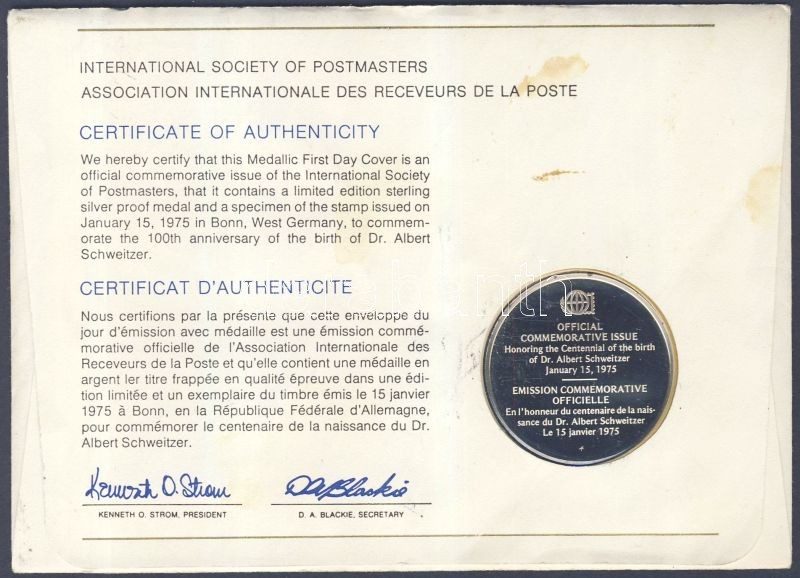 INTERNATIONAL SOCIETY OF POSTMASTERS
ASSOCIATION INTERNATIONALE DES RECEVEURS DE LA POSTE
CERTIFICATE OF AUTHENTICITY
We hereby certify that this Medallic First Day Cover is an
official commemorative issue of the International Society
of Postmasters, that it contains a limited edition sterling
silver proof medal and a specimen of the stamp issued on
January 15, 1975 in Bonn, West Germany, to commem-
orate the 100th anniversary of the birth of Dr. Albert
Schweitzer.
CERTIFICAT D'AUTHENTICITE
Nous certifions par la présente que cette enveloppe du
jour d'émission avec médaille est une émission commé-
morative officielle de l'Association Internationale des
Receveurs de la Poste et qu'elle contient une médaille en
argent ler titre frappée en qualité épreuve dans une édi-
tion limitée et un exemplaire du timbre émis le 15 janvier
1975 à Bonn, en la République Fédérale d'Allemagne,
pour commémorer le centenaire de la naissance du Dr.
Albert Schweitzer.
Kenneth O. Strom
KENNETH O. STROM, PRESIDENT
DA Blackie
D. A. BLACKIE, SECRETARY
OFFICIAL
COMMEMORATIVE ISSUE
Honoring the Centennial of the birth
of Dr. Albert Schweitzer
January 15, 1975
EMISSION COMMEMORATIVE
OFFICIELLE
En l'honneur du centenaire de la nais-
sance du Dr. Albert Schweitzer
Le 15 janvier 1975